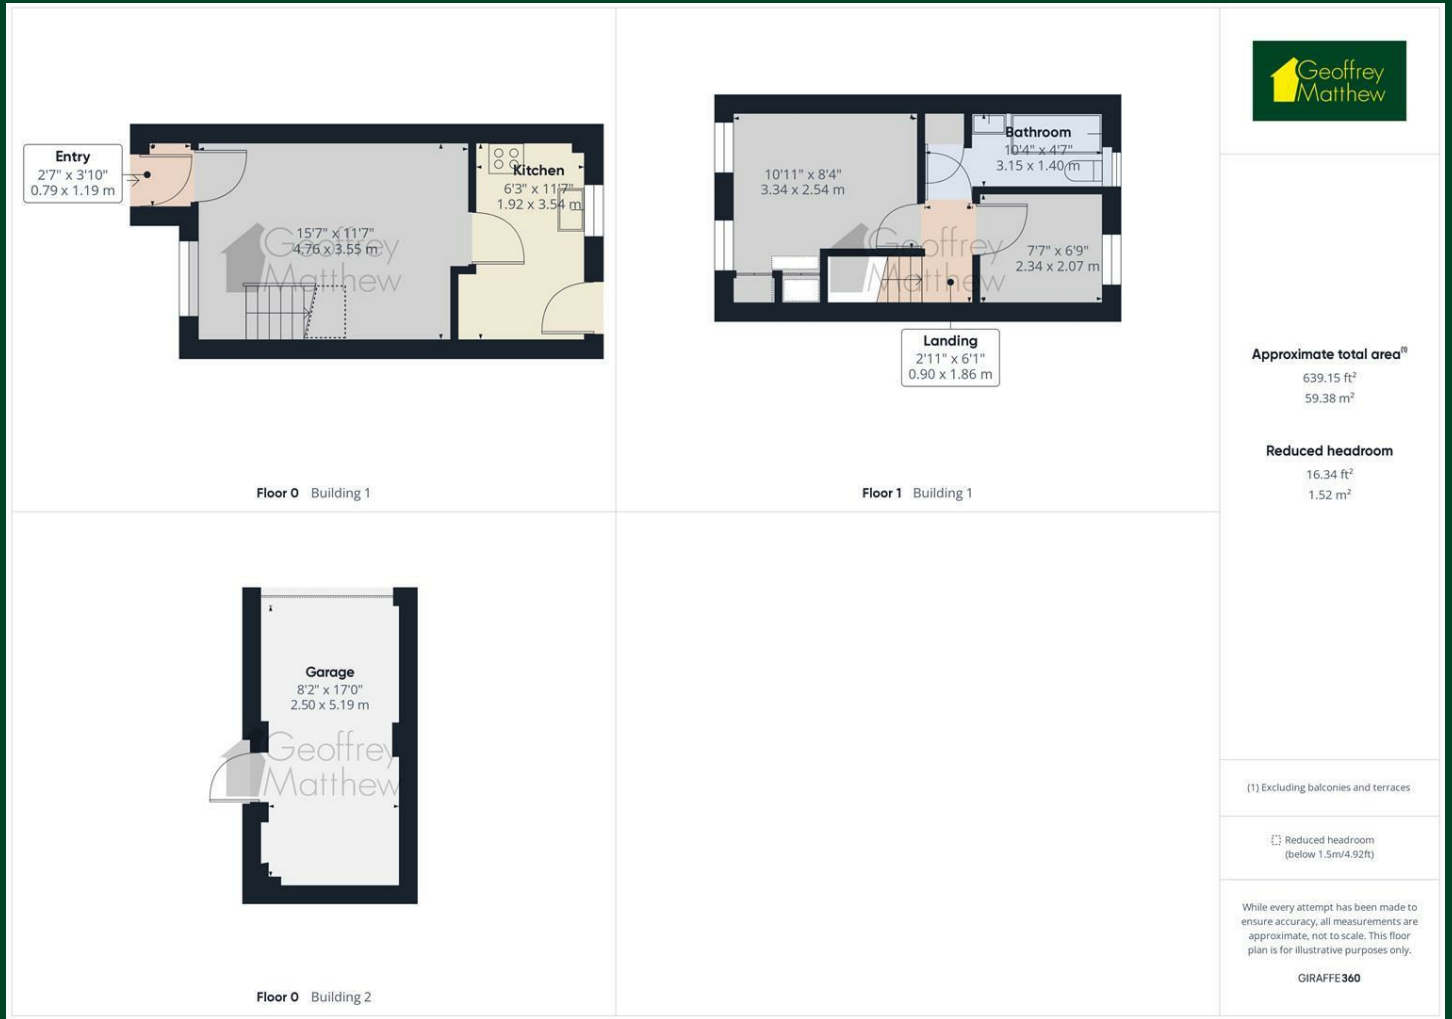 Entry
2'7" x 3'10"
0.79 x 1.19 m
15'7" x 11'7"
4.76 x 3.55 m
Geoffrey
Matthew
Kitchen
6'3" x 11'7"
1.92 x 3.54 m
Floor 0 Building 1
10'11" x 8'4"
3.34 x 2.54 m
Bathroom
10'4" x 4'7"
3.15 x 1.40 m
Geoffrey
Matthew
7'7" x 6'9"
2.34 x 2.07 m
Landing
2'11" x 6'1"
0.90 x 1.86 m
Floor 1 Building 1
Garage
8'2" x 17'0"
2.50 x 5.19 m
Geoffrey
Matthew
Floor 0 Building 2
Geoffrey
Matthew
Approximate total area(1)
639.15 ft²
59.38 m²
Reduced headroom
16.34 ft²
1.52 m²
(1) Excluding balconies and terraces
Reduced headroom
(below 1.5m/4.92ft)
While every attempt has been made to
ensure accuracy, all measurements are
approximate, not to scale. This floor
plan is for illustrative purposes only.
GIRAFFE360